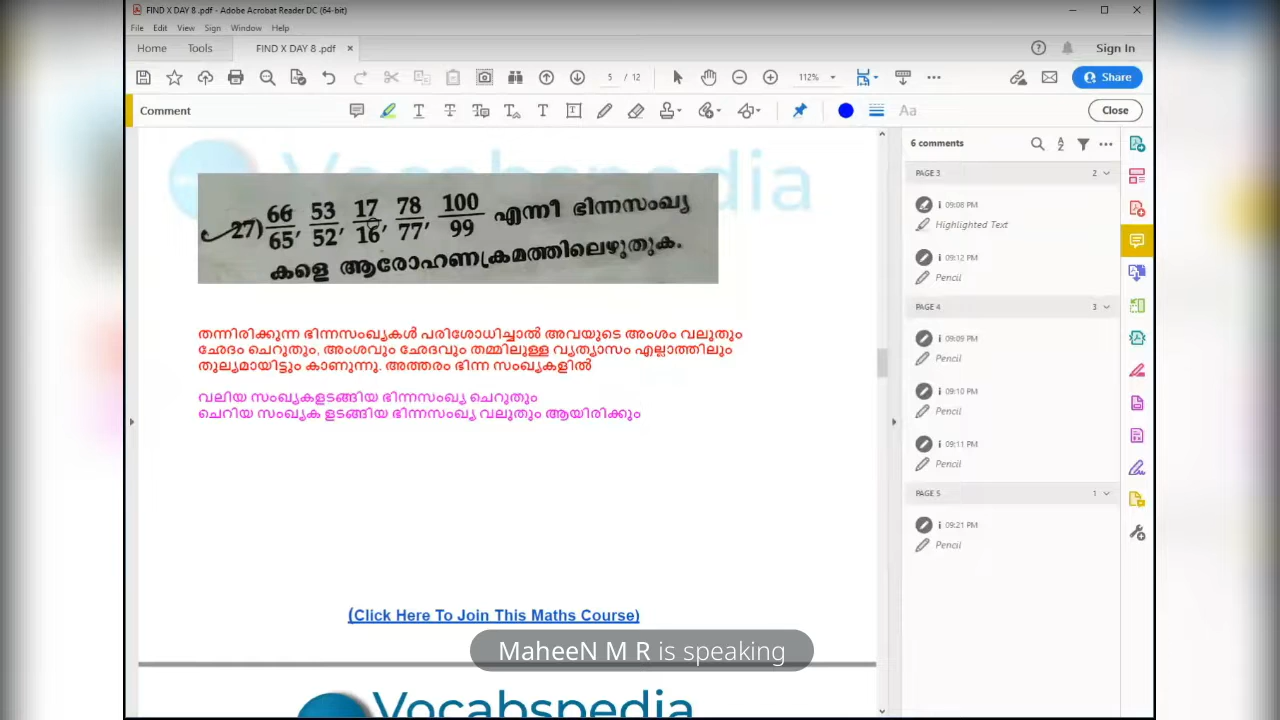 FIND X DAY 8 .pdf - Adobe Acrobat Reader DC (64-bit)
File Edit View Sign Window Help
Home Tools FIND X DAY 8 .pdf × Sign In
5 / 12 112% Share
Comment Aa Close
Vocabspedia
27) 66/65, 53/52, 17/16, 78/77, 100/99 എന്നീ ഭിന്നസംഖ്യ
കളെ ആരോഹണക്രമത്തിലെഴുതുക.
തന്നിരിക്കുന്ന ഭിന്നസംഖ്യകൾ പരിശോധിച്ചാൽ അവയുടെ അംശം വലുതും
ഛേദം ചെറുതും, അംശവും ഛേദവും തമ്മിലുള്ള വ്യത്യാസം എല്ലാത്തിലും
തുല്യമായിട്ടും കാണുന്നു. അത്തരം ഭിന്ന സംഖ്യകളിൽ
വലിയ സംഖ്യകളടങ്ങിയ ഭിന്നസംഖ്യ ചെറുതും
ചെറിയ സംഖ്യക ളടങ്ങിയ ഭിന്നസംഖ്യ വലുതും ആയിരിക്കും
(Click Here To Join This Maths Course)
MaheeN M R is speaking
Vocabspedia
6 comments
PAGE 3 2
i 09:08 PM
Highlighted Text
i 09:12 PM
Pencil
PAGE 4 3
i 09:09 PM
Pencil
i 09:10 PM
Pencil
i 09:11 PM
Pencil
PAGE 5 1
i 09:21 PM
Pencil